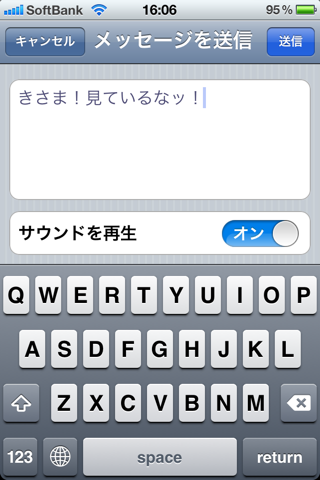 SoftBank 16:06 95%
キャンセル メッセージを送信 送信
きさま！見ているなッ！
サウンドを再生 オン
Q W E R T Y U I O P
A S D F G H J K L
Z X C V B N M
123 space return